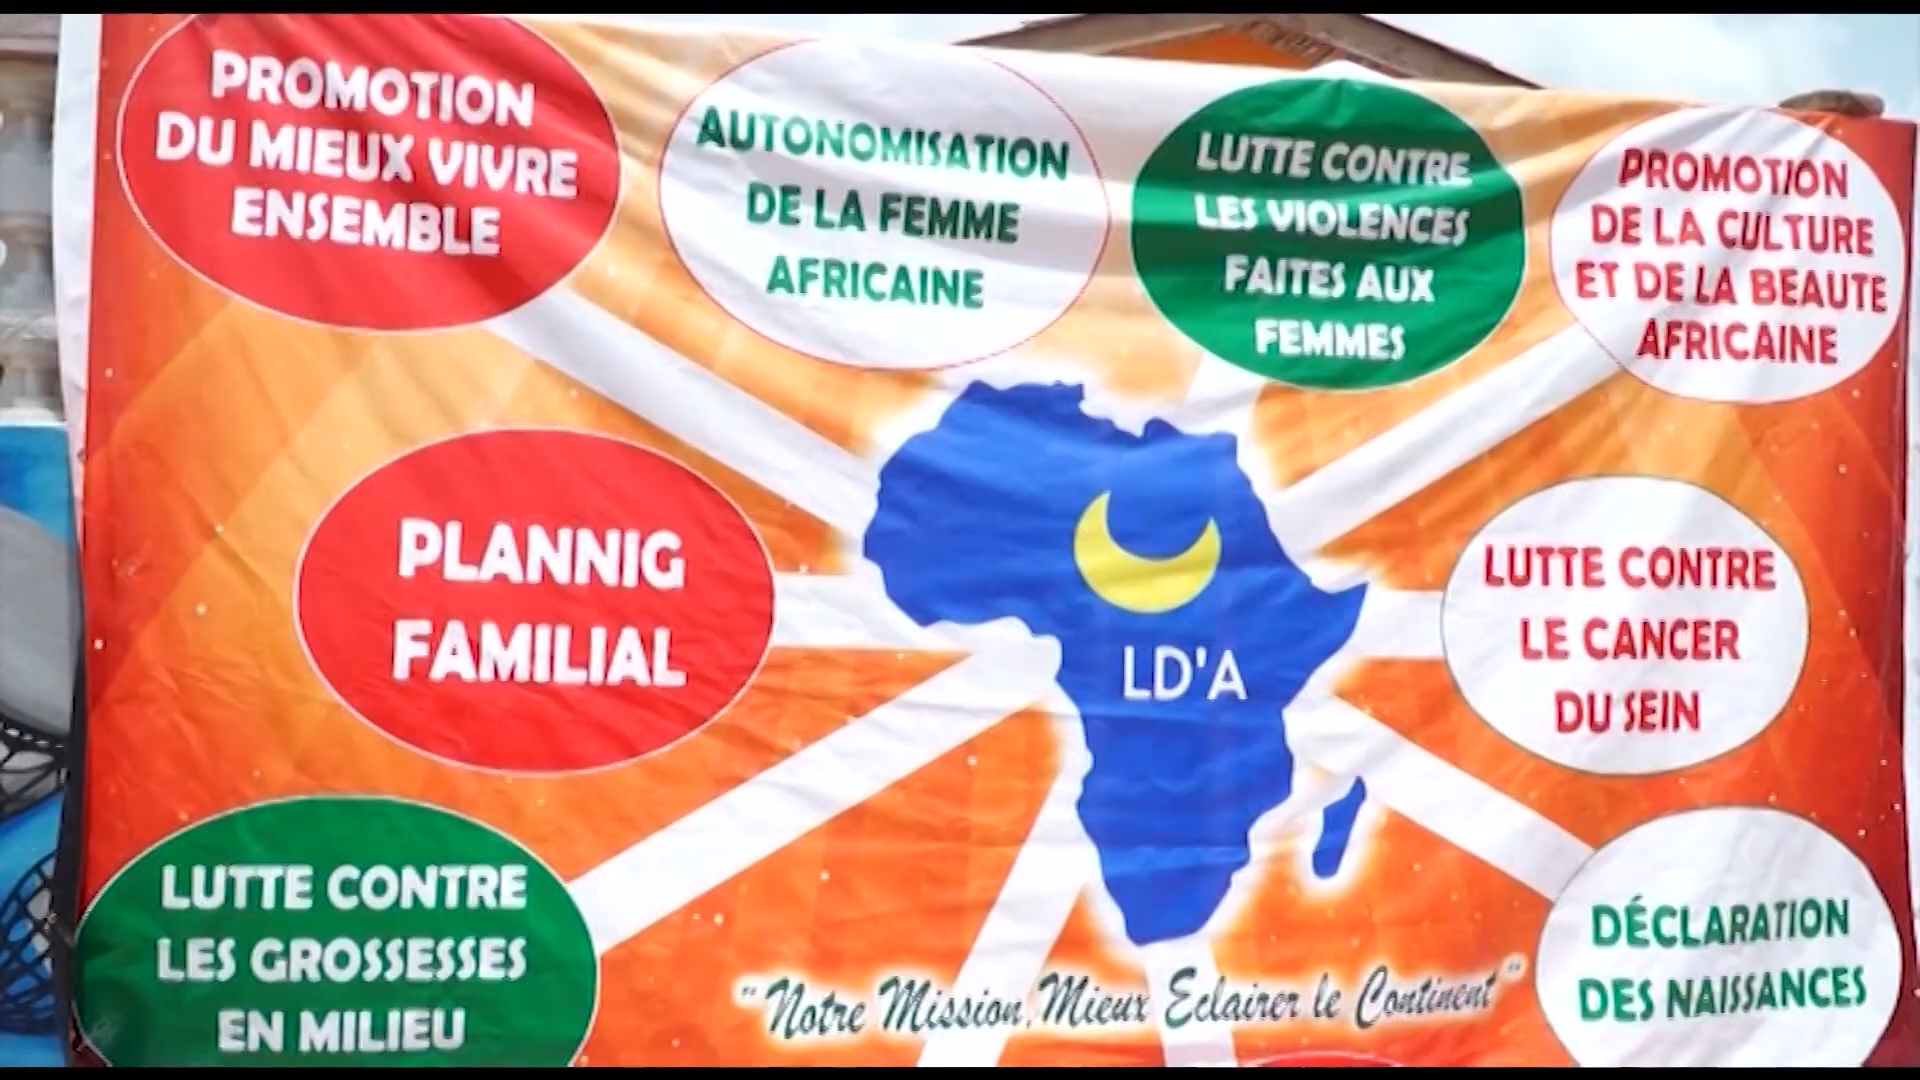 PROMOTION
DU MIEUX VIVRE
ENSEMBLE
AUTONOMISATION
DE LA FEMME
AFRICAINE
LUTTE CONTRE
LES VIOLENCES
FAITES AUX
FEMMES
PROMOTION
DE LA CULTURE
ET DE LA BEAUTE
AFRICAINE
PLANNIG
FAMILIAL
LD'A
LUTTE CONTRE
LE CANCER
DU SEIN
LUTTE CONTRE
LES GROSSESSES
EN MILIEU
DÉCLARATION
DES NAISSANCES
"Notre Mission, Mieux Eclairer le Continent"